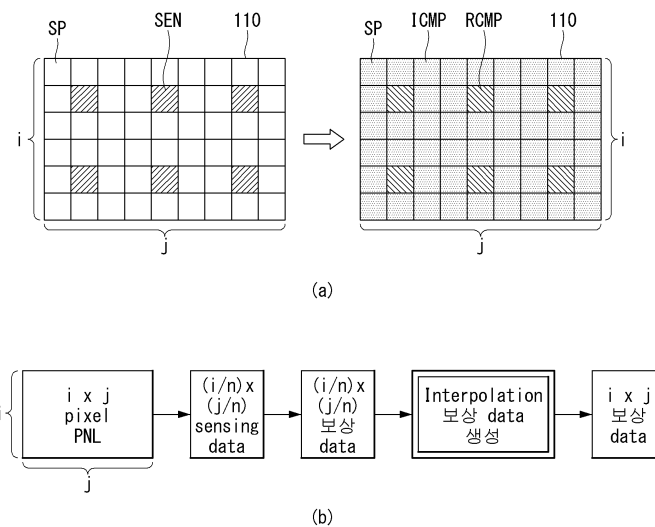 SP SEN 110 SP ICMP RCMP 110
i i
j j
(a)
i x j
pixel
PNL
j
(i/n)x
(j/n)
sensing
data
(i/n)x
(j/n)
보상
data
Interpolation
보상 data
생성
i x j
보상
data
(b)